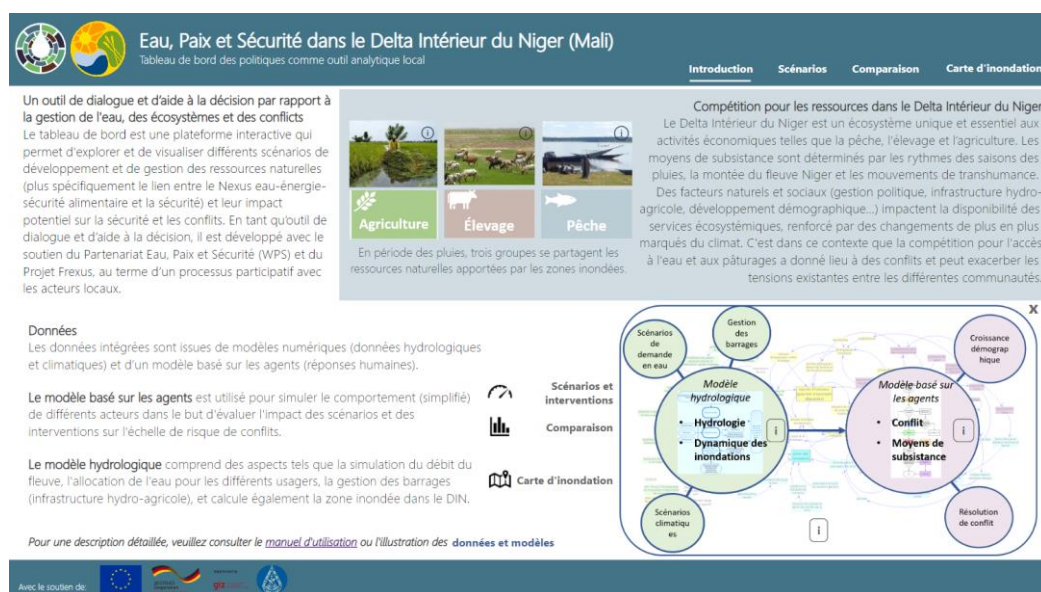 Eau, Paix et Sécurité dans le Delta Intérieur du Niger (Mali)
Tableau de bord des politiques comme outil analytique local
Introduction
Scénarios
Comparaison
Carte d'inondation
Un outil de dialogue et d'aide à la décision par rapport à
la gestion de l'eau, des écosystèmes et des conflits
Le tableau de bord est une plateforme interactive qui
permet d'explorer et de visualiser différents scénarios de
développement et de gestion des ressources naturelles
(plus spécifiquement le lien entre le Nexus eau-énergie-
sécurité alimentaire et la sécurité) et leur impact
potentiel sur la sécurité et les conflits. En tant qu'outil de
dialogue et d'aide à la décision, il est développé avec le
soutien du Partenariat Eau, Paix et Sécurité (WPS) et du
Projet Frexus, au terme d'un processus participatif avec
les acteurs locaux.
Agriculture
Élevage
Pêche
En période des pluies, trois groupes se partagent les
ressources naturelles apportées par les zones inondées.
Compétition pour les ressources dans le Delta Intérieur du Niger
Le Delta Intérieur du Niger est un écosystème unique et essentiel aux
activités économiques telles que la pêche, l'élevage et l'agriculture. Les
moyens de subsistance sont déterminés par les rythmes des saisons des
pluies, la montée du fleuve Niger et les mouvements de transhumance.
Des facteurs naturels et sociaux (gestion politique, infrastructure hydro-
agricole, développement démographique...) impactent la disponibilité des
services écosystémiques, renforcé par des changements de plus en plus
marqués du climat. C'est dans ce contexte que la compétition pour l'accès
à l'eau et aux pâturages a donné lieu à des conflits et peut exacerber les
tensions existantes entre les différentes communautés.
Données
Les données intégrées sont issues de modèles numériques (données hydrologiques
et climatiques) et d'un modèle basé sur les agents (réponses humaines).
Le modèle basé sur les agents est utilisé pour simuler le comportement (simplifié)
de différents acteurs dans le but d'évaluer l'impact des scénarios et des
interventions sur l'échelle de risque de conflits.
Le modèle hydrologique comprend des aspects tels que la simulation du débit du
fleuve, l'allocation de l'eau pour les différents usagers, la gestion des barrages
(infrastructure hydro-agricole), et calcule également la zone inondée dans le DIN.
Pour une description détaillée, veuillez consulter le manuel d'utilisation ou l'illustration des données et modèles
Scénarios et
interventions
Comparaison
Carte d'inondation
X
Scénarios
de
demande
en eau
Gestion
des
barrages
Croissance
démograp
hique
Modèle
hydrologique
• Hydrologie
• Dynamique des
inondations
i
Modèle basé sur
les agents
• Conflit
• Moyens de
subsistance
i
Scénarios
climatiqu
es
i
Résolution
de conflit
Avec le soutien de:
giz